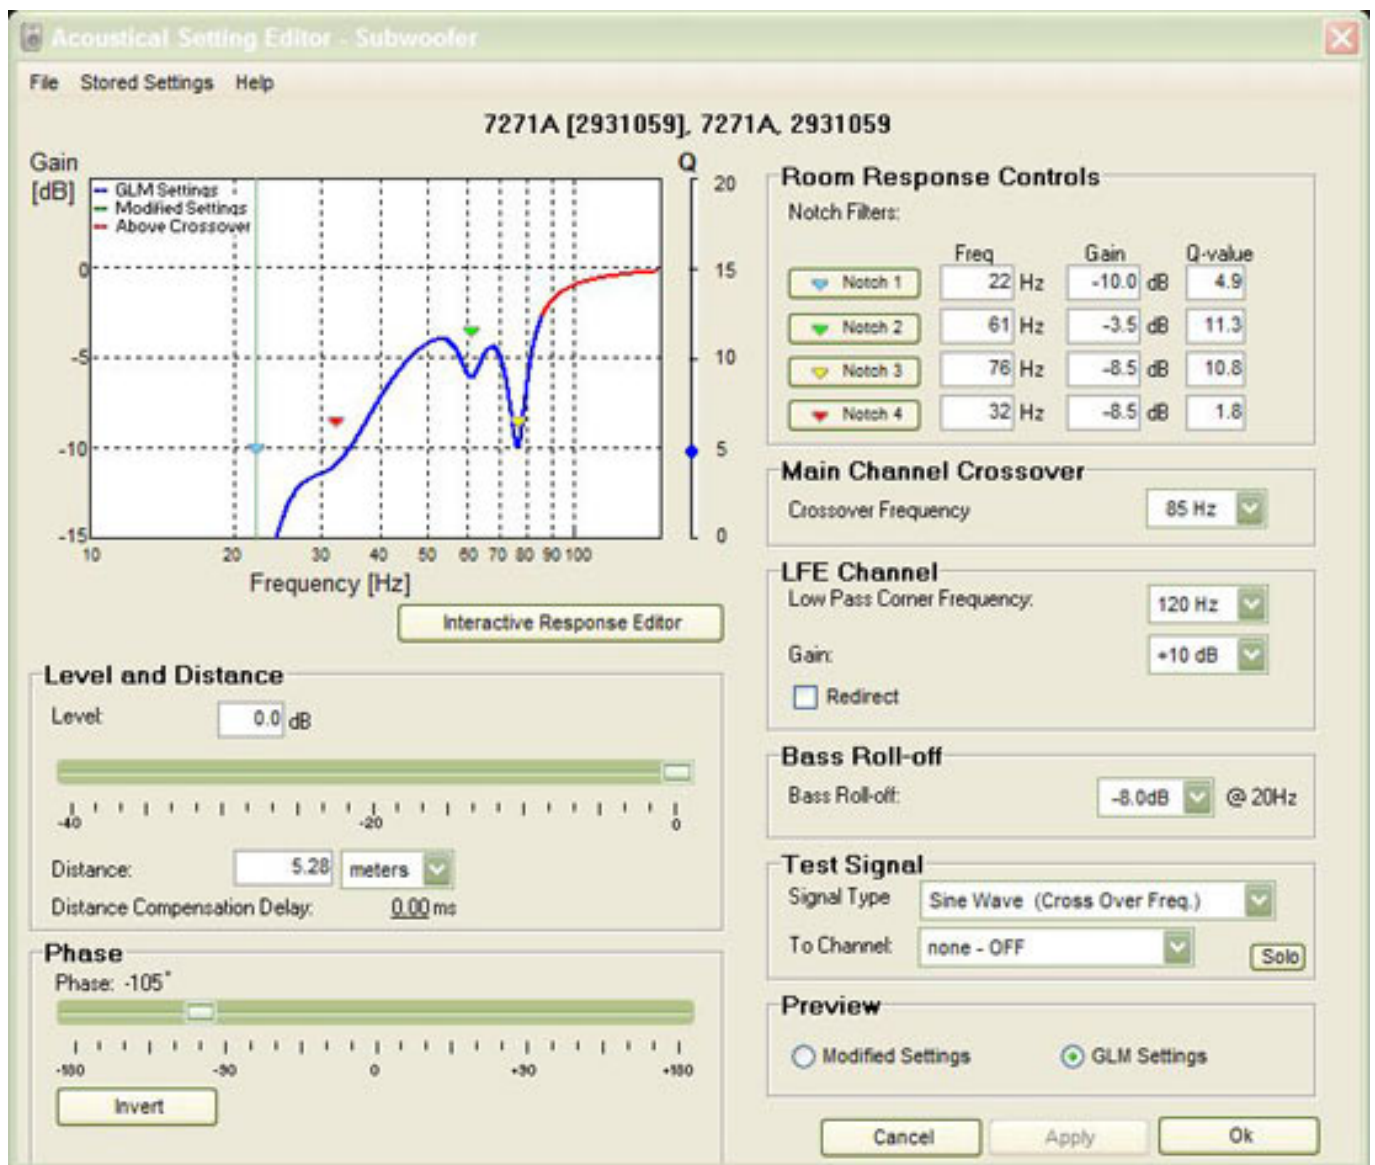 Acoustical Setting Editor - Subwoofer
File Stored Settings Help
7271A [2931059], 7271A, 2931059
Gain
[dB]
GLM Settings
Modified Settings
Above Crossover
0
-5
-10
-15
10 20 30 40 50 60 70 80 90 100
Frequency [Hz]
Q
20
15
10
5
0
Interactive Response Editor
Level and Distance
Level: 0.0 dB
-40 -20 0
Distance: 5.28 meters
Distance Compensation Delay: 0.00 ms
Phase
Phase: -105°
-180 -90 0 +90 +180
Invert
Room Response Controls
Notch Filters:
Freq Gain Q-value
Notch 1 22 Hz -10.0 dB 4.9
Notch 2 61 Hz -3.5 dB 11.3
Notch 3 76 Hz -8.5 dB 10.8
Notch 4 32 Hz -8.5 dB 1.8
Main Channel Crossover
Crossover Frequency 85 Hz
LFE Channel
Low Pass Corner Frequency: 120 Hz
Gain: +10 dB
Redirect
Bass Roll-off
Bass Roll-off: -8.0dB @ 20Hz
Test Signal
Signal Type Sine Wave (Cross Over Freq.)
To Channel: none - OFF Solo
Preview
Modified Settings GLM Settings
Cancel Apply Ok